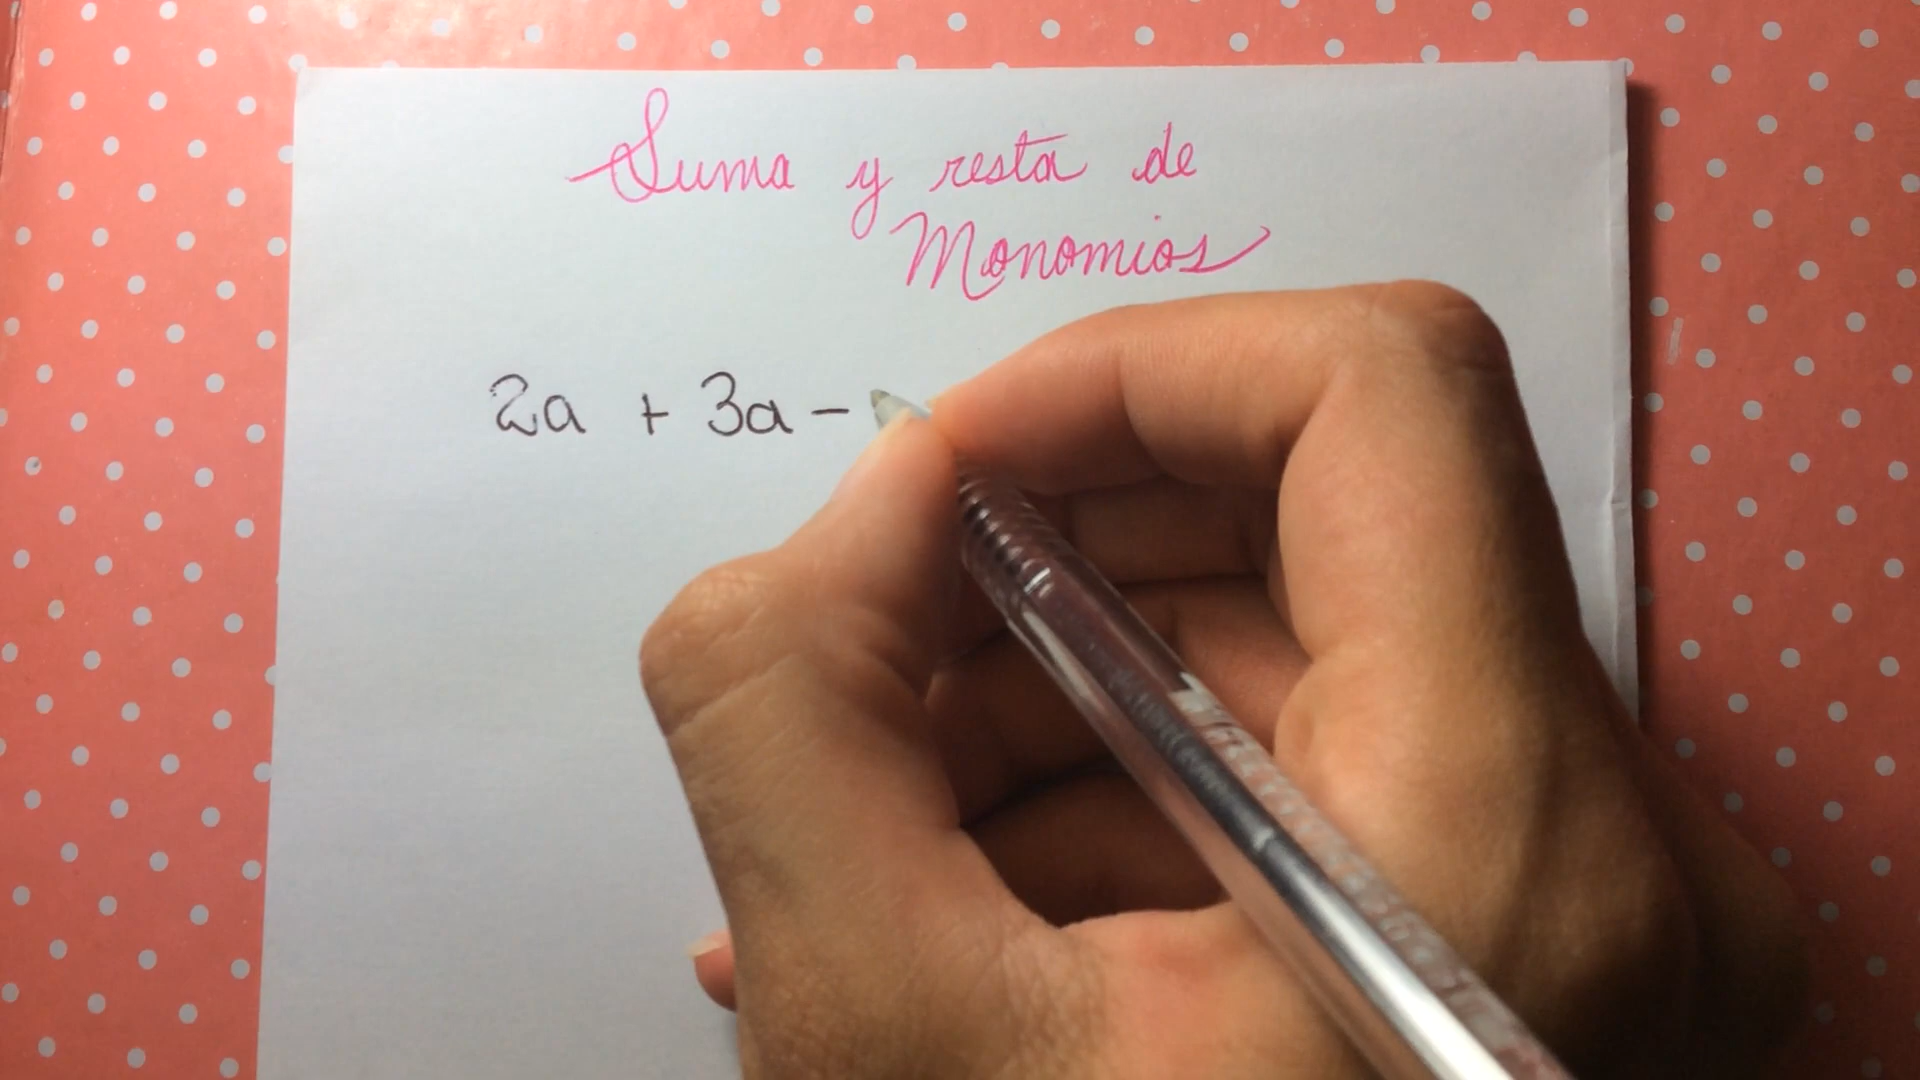 Suma y resta de
Monomios
2a + 3a -